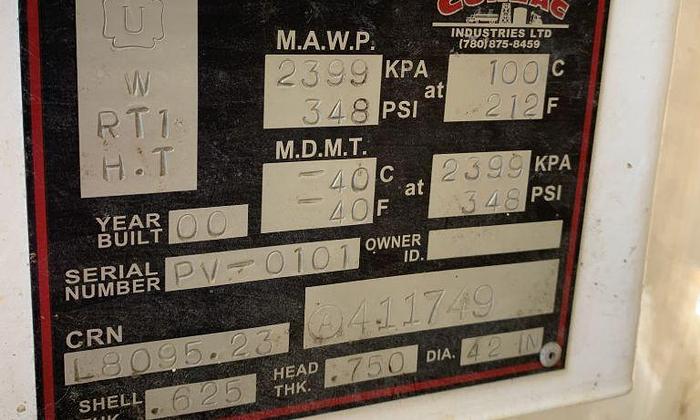 U
INDUSTRIES LTD
(780)875-8459
W
RT1
H.T
M.A.W.P.
2399 KPA at 100 C
348 PSI 212 F
M.D.M.T.
-40 C at 2399 KPA
-40 F 348 PSI
YEAR BUILT 00
SERIAL NUMBER PV-0101
OWNER ID.
A 411749
CRN L8095.23
SHELL .625
HEAD THK. .750
DIA. 42 IN